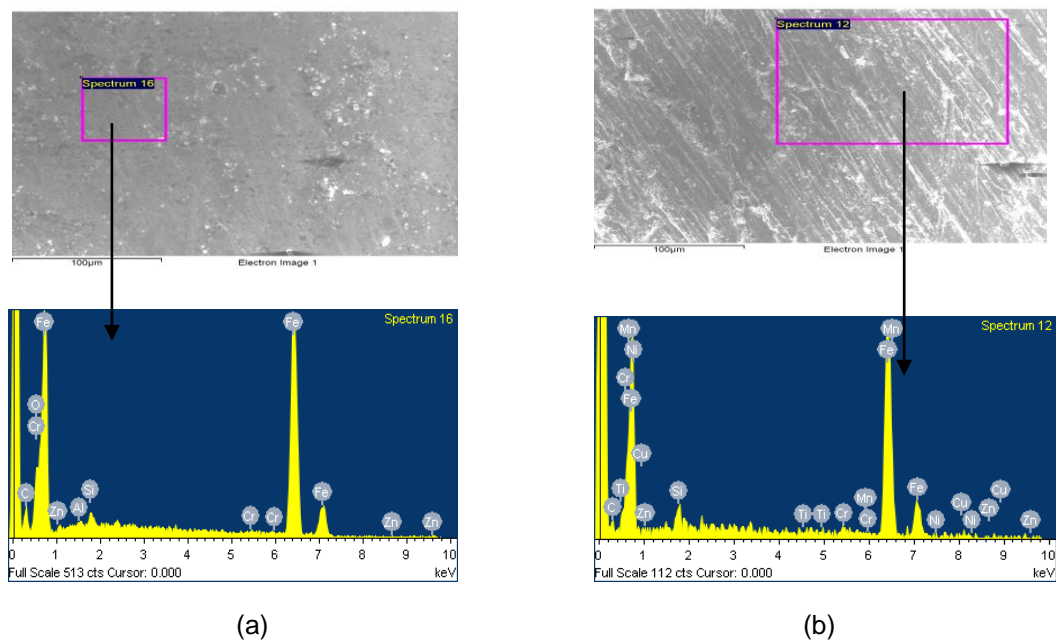 Spectrum 16
100µm
Electron Image 1
Spectrum 16
Fe
Fe
O
Cr
C
Zn
Al
Si
Cr
Cr
Fe
Zn
Zn
0 1 2 3 4 5 6 7 8 9 10
Full Scale 513 cts Cursor: 0.000
keV
(a)
Spectrum 12
100µm
Electron Image 1
Spectrum 12
Mn
Ni
Cr
Fe
Cu
Ti
C
Zn
Si
Ti
Ti
Cr
Mn
Cr
Mn
Fe
Fe
Ni
Cu
Ni
Zn
Cu
Zn
0 1 2 3 4 5 6 7 8 9 10
Full Scale 112 cts Cursor: 0.000
keV
(b)